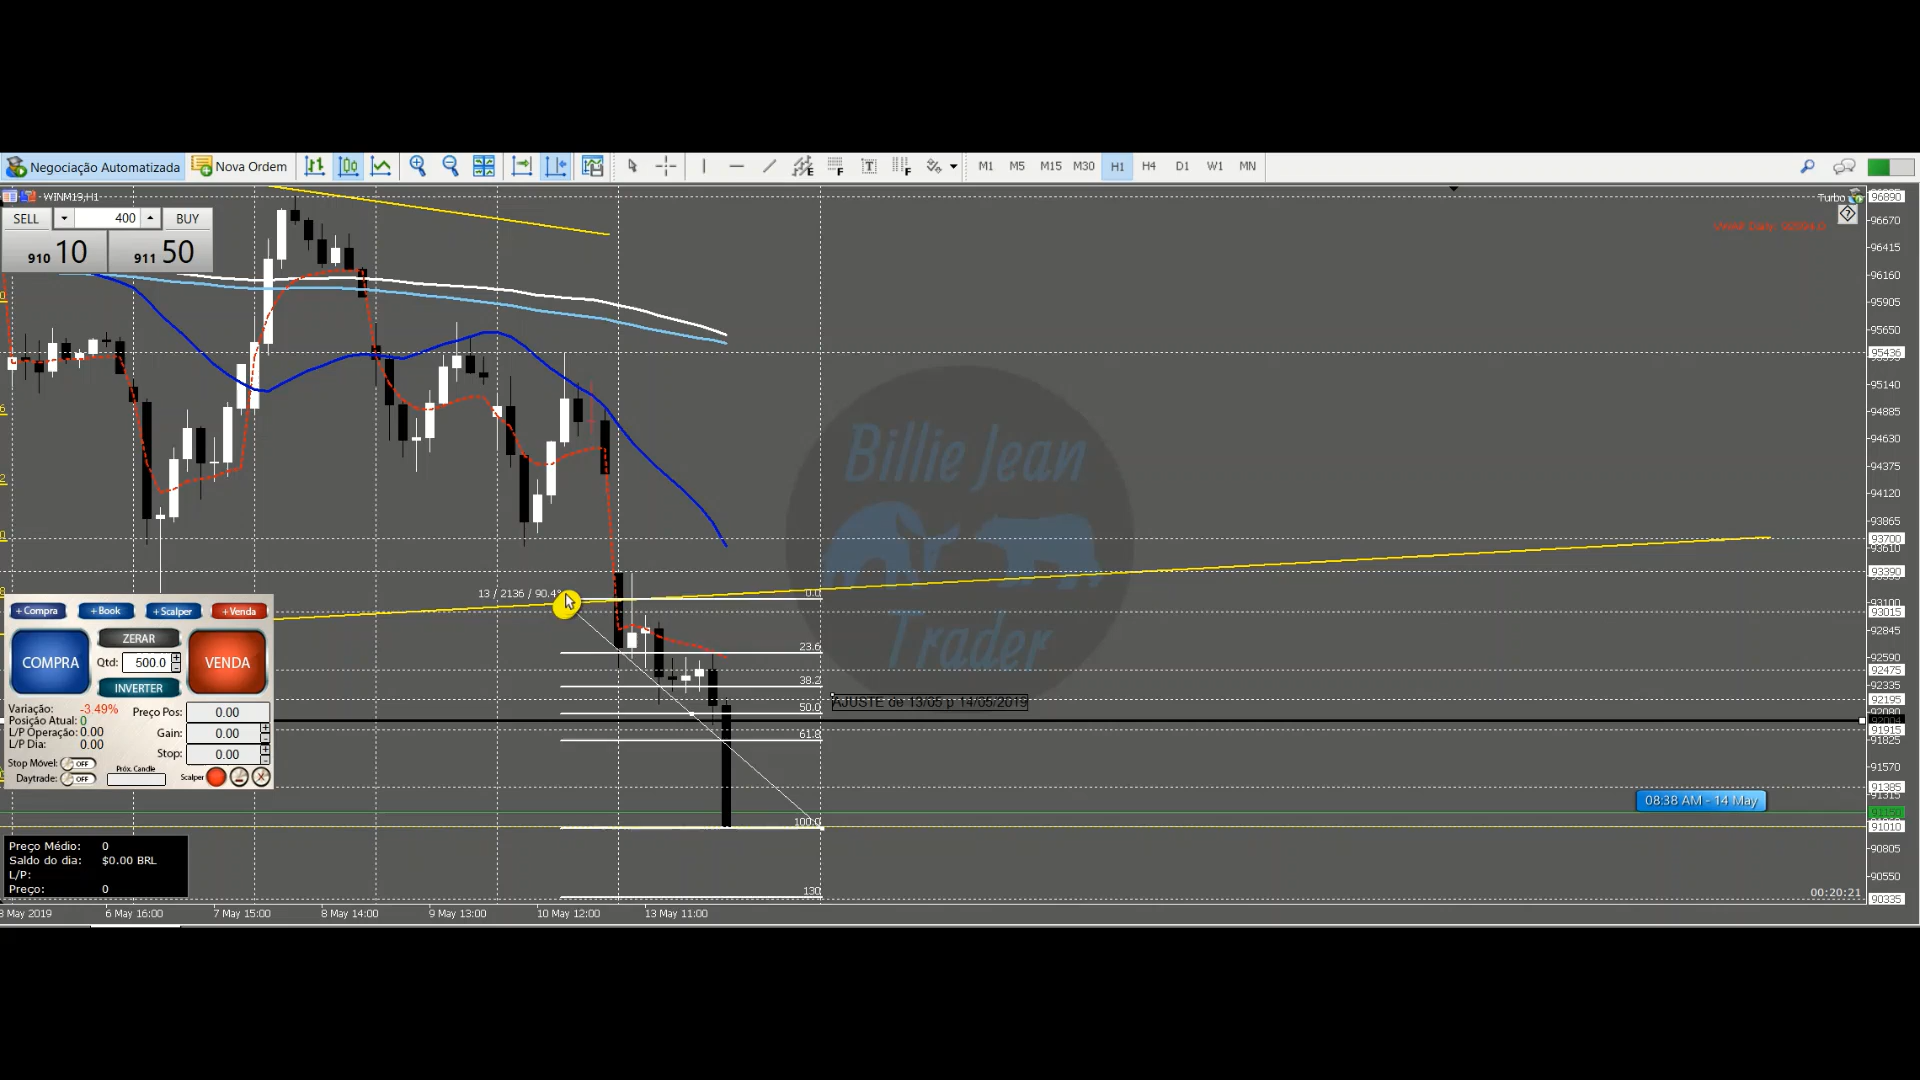 Negociação Automatizada Nova Ordem M1 M5 M15 M30 H1 H4 D1 W1 MN
WINM19,H1
Turbo
SELL 400 BUY
910 10 911 50
96670
96415
96160
95905
95650
95436
95140
94885
94630
94375
94120
93865
93700
93610
93390
93015
92845
92590
92475
92335
92195
91915
91825
91570
91385
91010
90805
90550
90335
Billie Jean
Trader
0.0
23.6
38.2
50.0
61.8
100.0
130
AJUSTE de 13/05 p 14/05/2019
08:38 AM - 14 May
00:20:21
+Compra +Book +Scalper +Venda
COMPRA ZERAR VENDA
Qtd: 500.0
INVERTER
Variação: -3.49%
Posição Atual: 0
L/P Operação: 0.00
L/P Dia: 0.00
Preço Pos: 0.00
Gain: 0.00
Stop: 0.00
Stop Móvel: OFF
Daytrade: OFF
Próx. Candle
Scalper
Preço Médio: 0
Saldo do dia: $0.00 BRL
L/P:
Preço: 0
May 2019 6 May 16:00 7 May 15:00 8 May 14:00 9 May 13:00 10 May 12:00 13 May 11:00